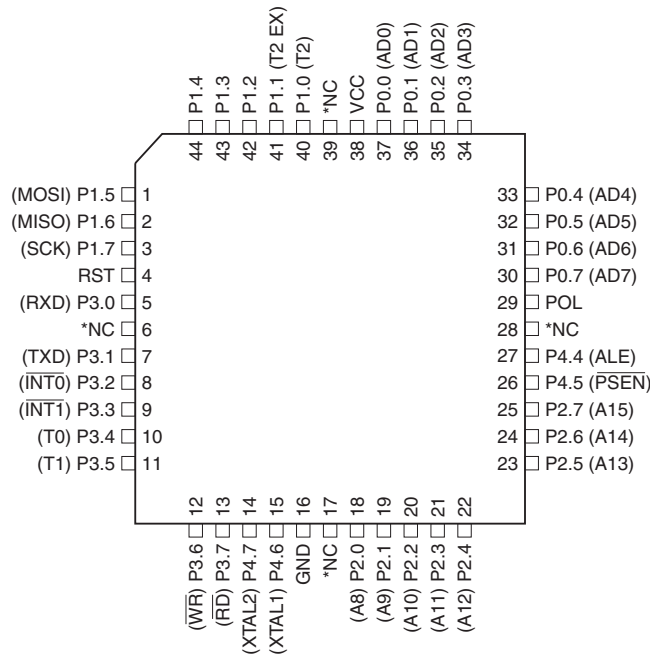 P1.4
P1.3
P1.2
P1.1 (T2 EX)
P1.0 (T2)
*NC
VCC
P0.0 (AD0)
P0.1 (AD1)
P0.2 (AD2)
P0.3 (AD3)
44
43
42
41
40
39
38
37
36
35
34
(MOSI) P1.5 1
(MISO) P1.6 2
(SCK) P1.7 3
RST 4
(RXD) P3.0 5
*NC 6
(TXD) P3.1 7
(INT0) P3.2 8
(INT1) P3.3 9
(T0) P3.4 10
(T1) P3.5 11
33 P0.4 (AD4)
32 P0.5 (AD5)
31 P0.6 (AD6)
30 P0.7 (AD7)
29 POL
28 *NC
27 P4.4 (ALE)
26 P4.5 (PSEN)
25 P2.7 (A15)
24 P2.6 (A14)
23 P2.5 (A13)
12
13
14
15
16
17
18
19
20
21
22
(WR) P3.6
(RD) P3.7
(XTAL2) P4.7
(XTAL1) P4.6
GND
*NC
(A8) P2.0
(A9) P2.1
(A10) P2.2
(A11) P2.3
(A12) P2.4